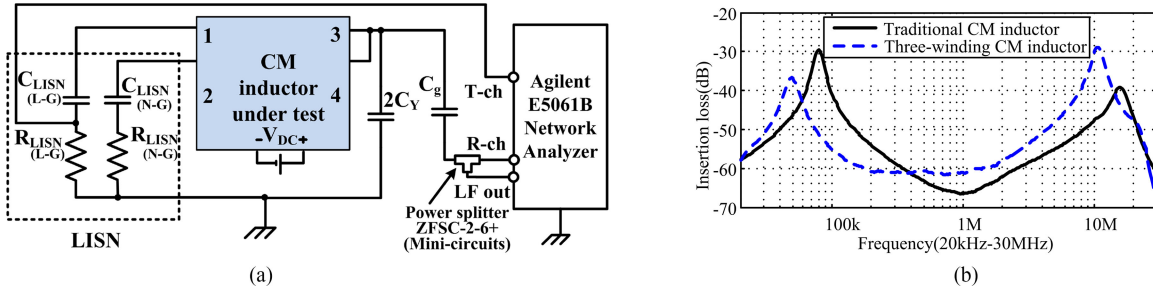 1
3
2
4
CM
inductor
under test
-V_DC+
C_LISN
(L-G)
C_LISN
(N-G)
R_LISN
(L-G)
R_LISN
(N-G)
LISN
2C_Y
C_g
T-ch
R-ch
LF out
Agilent
E5061B
Network
Analyzer
Power splitter
ZFSC-2-6+
(Mini-circuits)
(a)
Traditional CM inductor
Three-winding CM inductor
Insertion loss(dB)
-20
-30
-40
-50
-60
-70
100k
1M
10M
Frequency(20kHz-30MHz)
(b)